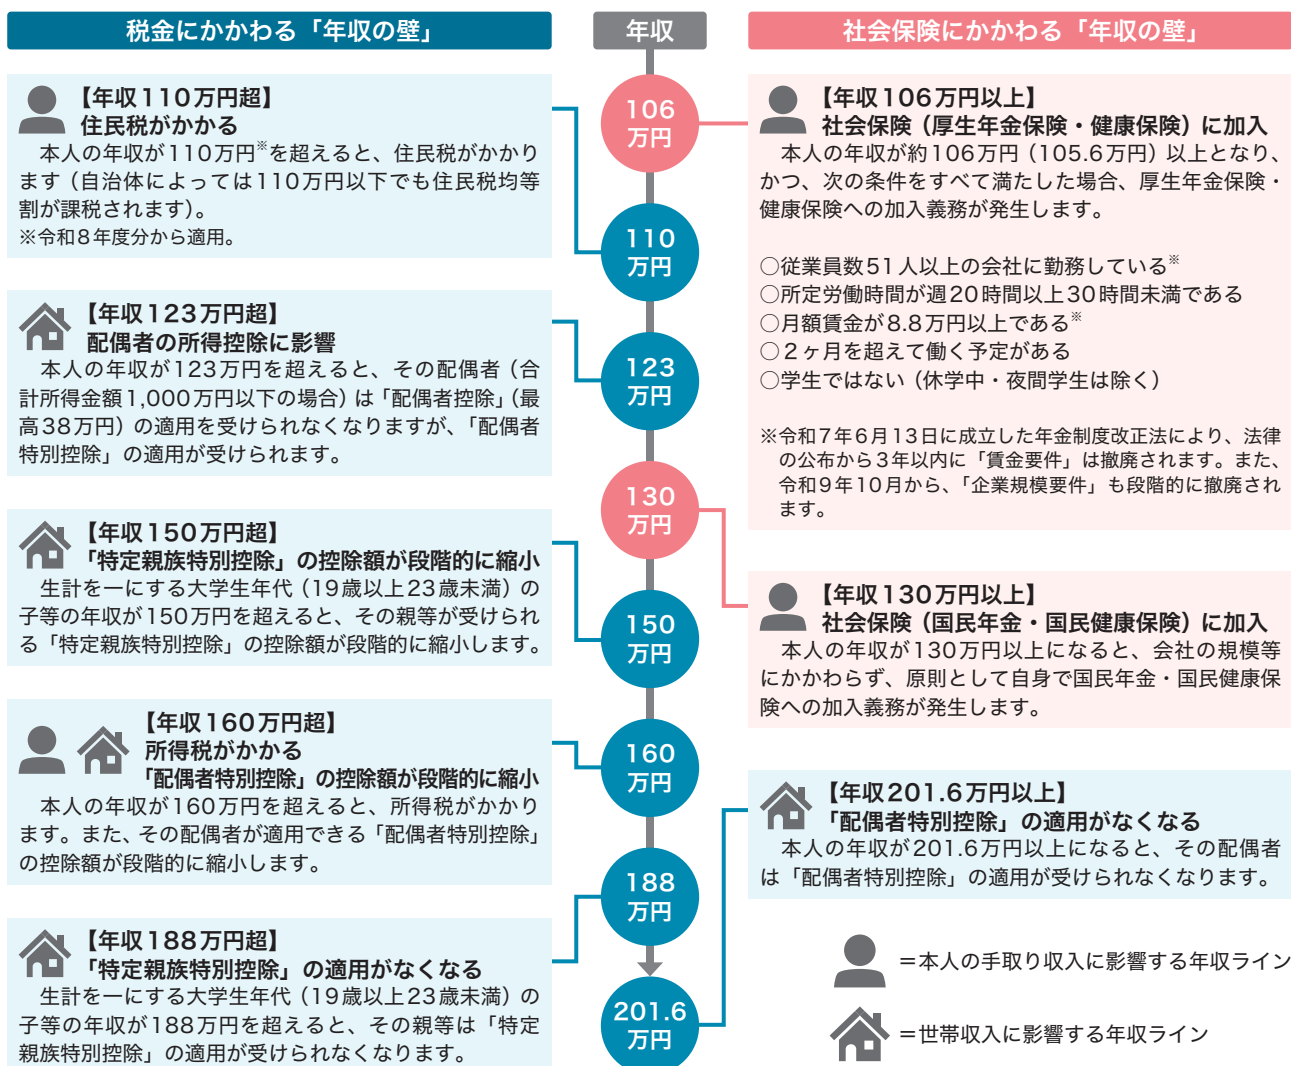 税金にかかわる「年収の壁」
【年収110万円超】
住民税がかかる
本人の年収が110万円※を超えると、住民税がかかり
ます（自治体によっては110万円以下でも住民税均等
割が課税されます）。
※令和8年度分から適用。
【年収123万円超】
配偶者の所得控除に影響
本人の年収が123万円を超えると、その配偶者（合
計所得金額1,000万円以下の場合）は「配偶者控除」（最
高38万円）の適用を受けられなくなりますが、「配偶者
特別控除」の適用が受けられます。
【年収150万円超】
「特定親族特別控除」の控除額が段階的に縮小
生計を一にする大学生年代（19歳以上23歳未満）の
子等の年収が150万円を超えると、その親等が受けられ
る「特定親族特別控除」の控除額が段階的に縮小します。
【年収160万円超】
所得税がかかる
「配偶者特別控除」の控除額が段階的に縮小
本人の年収が160万円を超えると、所得税がかかり
ます。また、その配偶者が適用できる「配偶者特別控除」
の控除額が段階的に縮小します。
【年収188万円超】
「特定親族特別控除」の適用がなくなる
生計を一にする大学生年代（19歳以上23歳未満）の
子等の年収が188万円を超えると、その親等は「特定
親族特別控除」の適用が受けられなくなります。
年収
106
万円
110
万円
123
万円
130
万円
150
万円
160
万円
188
万円
201.6
万円
社会保険にかかわる「年収の壁」
【年収106万円以上】
社会保険（厚生年金保険・健康保険）に加入
本人の年収が約106万円（105.6万円）以上となり、
かつ、次の条件をすべて満たした場合、厚生年金保険・
健康保険への加入義務が発生します。
○従業員数51人以上の会社に勤務している※
○所定労働時間が週20時間以上30時間未満である
○月額賃金が8.8万円以上である※
○2ヶ月を超えて働く予定がある
○学生ではない（休学中・夜間学生は除く）
※令和7年6月13日に成立した年金制度改正法により、法律
の公布から3年以内に「賃金要件」は撤廃されます。また、
令和9年10月から、「企業規模要件」も段階的に撤廃され
ます。
【年収130万円以上】
社会保険（国民年金・国民健康保険）に加入
本人の年収が130万円以上になると、会社の規模等
にかかわらず、原則として自身で国民年金・国民健康保
険への加入義務が発生します。
【年収201.6万円以上】
「配偶者特別控除」の適用がなくなる
本人の年収が201.6万円以上になると、その配偶者
は「配偶者特別控除」の適用が受けられなくなります。
＝本人の手取り収入に影響する年収ライン
＝世帯収入に影響する年収ライン